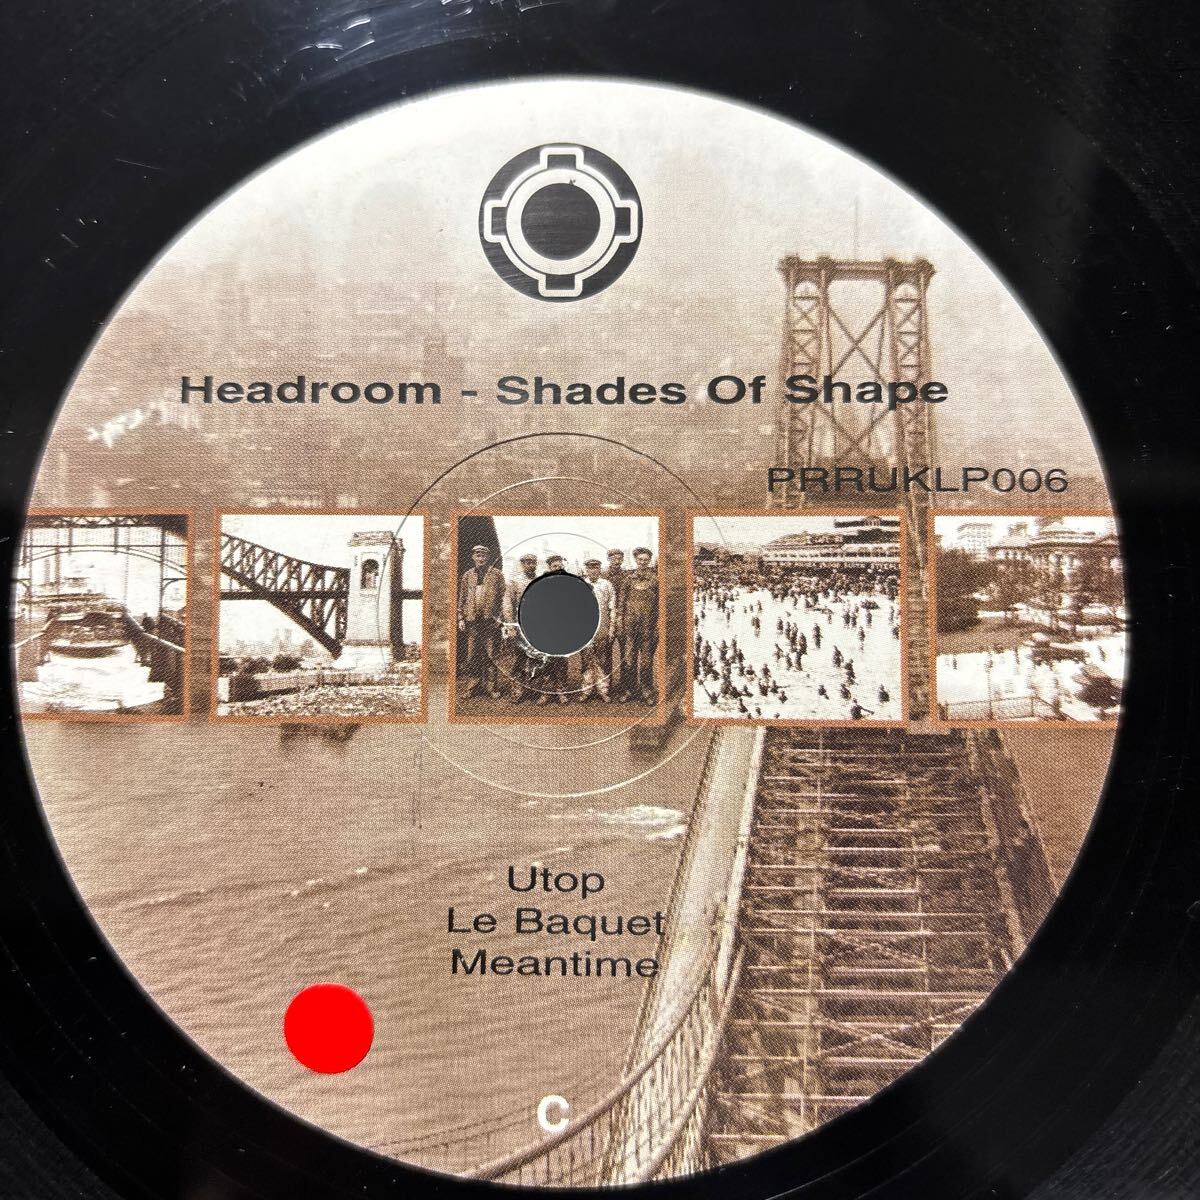 Headroom - Shades Of Shape
PRRUKLP006
Utop
Le Baquet
Meantime
C